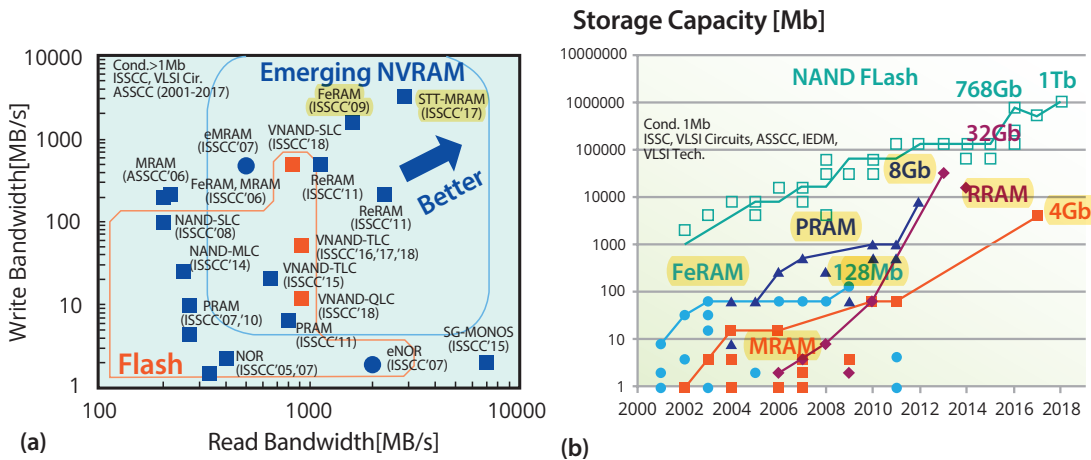 Storage Capacity [Mb]
10000
1000
100
10
1
Write Bandwidth[MB/s]
Cond.>1Mb
ISSCC, VLSI Cir.
ASSCC (2001-2017)
Emerging NVRAM
FeRAM
(ISSCC'09)
STT-MRAM
(ISSCC'17)
eMRAM
(ISSCC'07)
VNAND-SLC
(ISSCC'18)
MRAM
(ASSCC'06)
FeRAM, MRAM
(ISSCC'06)
ReRAM
(ISSCC'11)
Better
ReRAM
(ISSCC'11)
NAND-SLC
(ISSCC'08)
NAND-MLC
(ISSCC'14)
VNAND-TLC
(ISSCC'16,'17,'18)
VNAND-TLC
(ISSCC'15)
VNAND-QLC
(ISSCC'18)
PRAM
(ISSCC'07,'10)
PRAM
(ISSCC'11)
SG-MONOS
(ISSCC'15)
Flash
NOR
(ISSCC'05,'07)
eNOR
(ISSCC'07)
100
1000
10000
(a)
Read Bandwidth[MB/s]
10000000
1000000
100000
10000
1000
100
10
1
NAND FLash
768Gb
1Tb
Cond. 1Mb
ISSC, VLSI Circuits, ASSCC, IEDM,
VLSI Tech.
32Gb
8Gb
RRAM
4Gb
PRAM
FeRAM
128Mb
MRAM
2000 2002 2004 2006 2008 2010 2012 2014 2016 2018
(b)